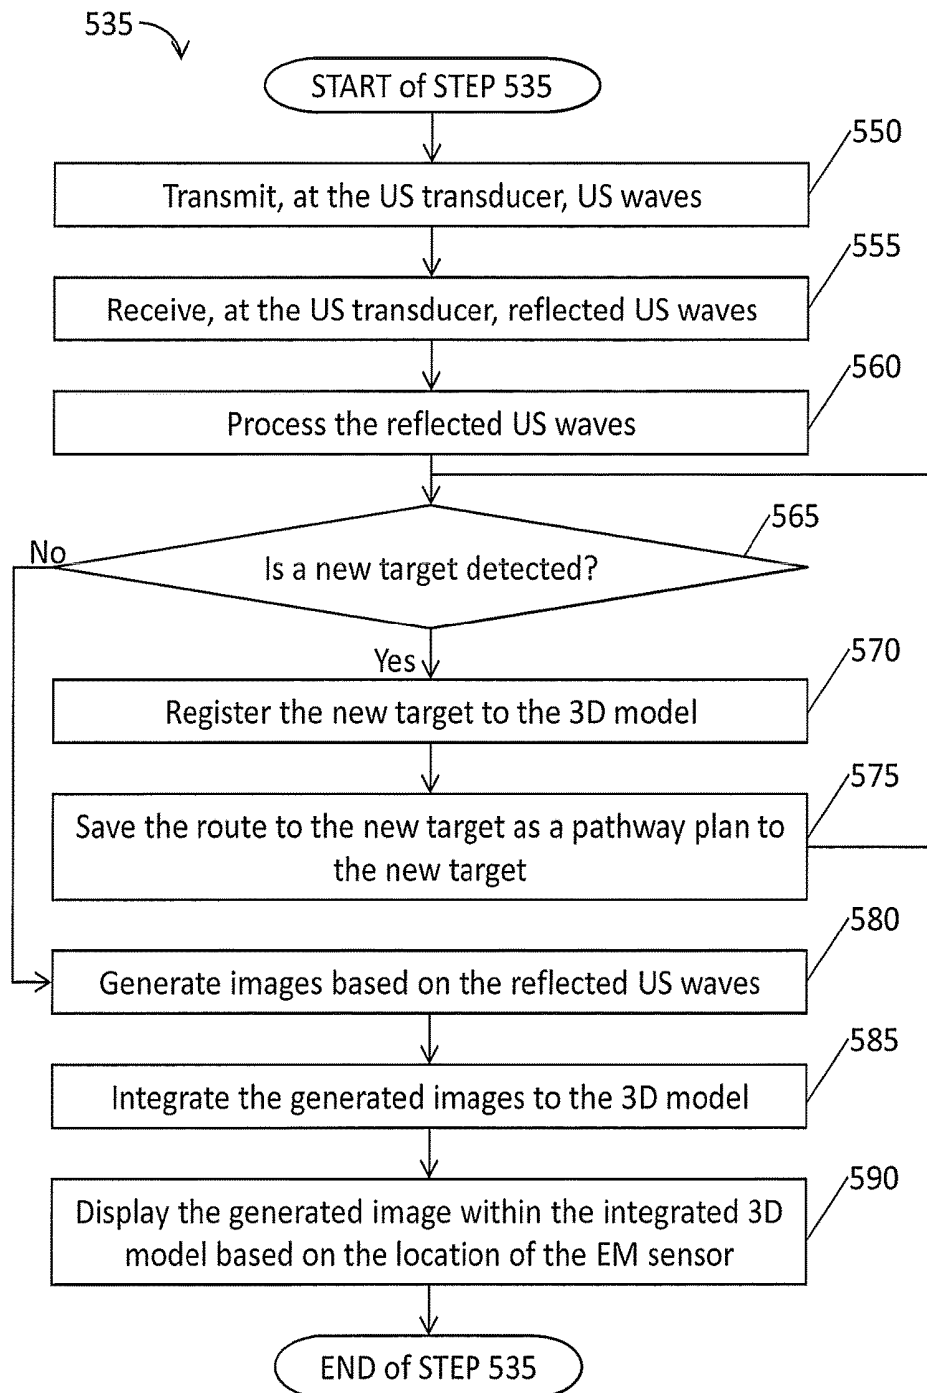 535
START of STEP 535
550
Transmit, at the US transducer, US waves
555
Receive, at the US transducer, reflected US waves
560
Process the reflected US waves
565
Is a new target detected?
No
Yes
570
Register the new target to the 3D model
575
Save the route to the new target as a pathway plan to
the new target
580
Generate images based on the reflected US waves
585
Integrate the generated images to the 3D model
590
Display the generated image within the integrated 3D
model based on the location of the EM sensor
END of STEP 535